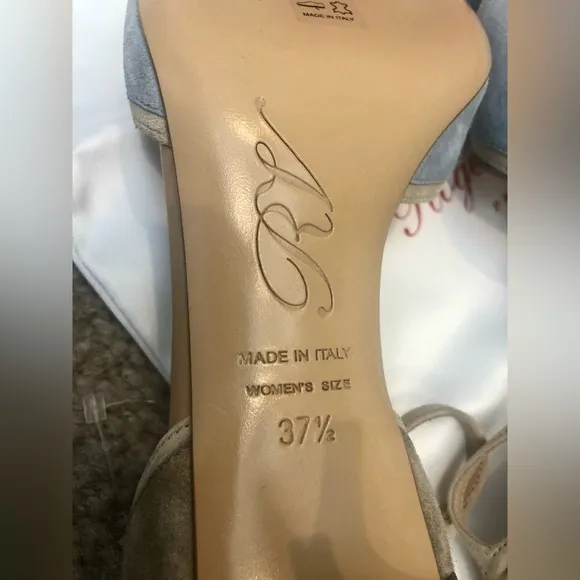 MADE IN ITALY
RV
MADE IN ITALY
WOMEN'S SIZE
37½